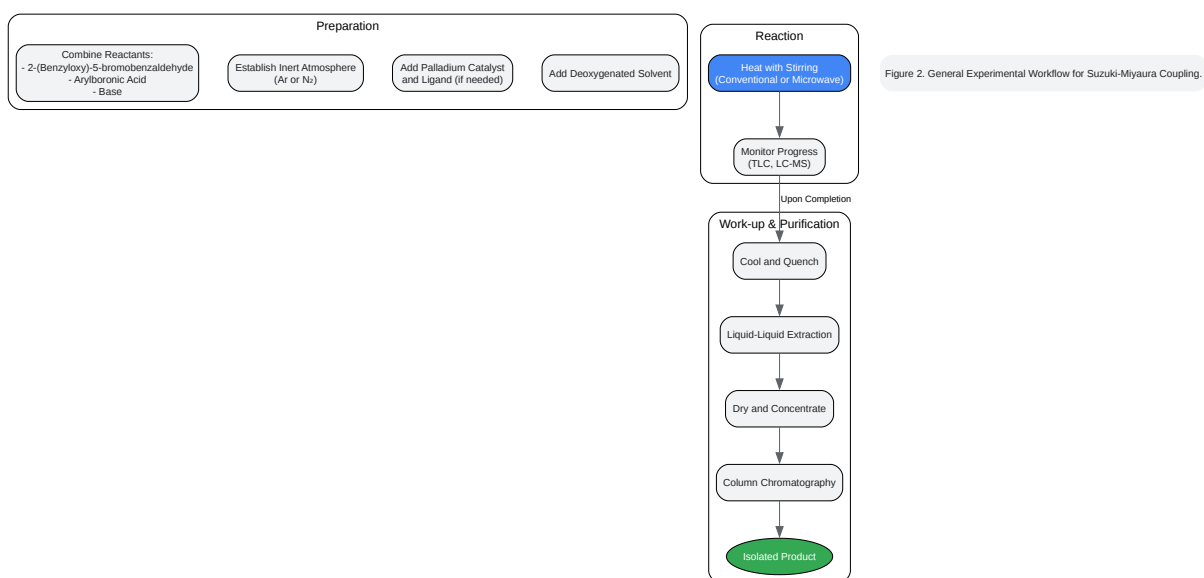 Preparation
Combine Reactants:
- 2-(Benzyloxy)-5-bromobenzaldehyde
- Arylboronic Acid
- Base
Establish Inert Atmosphere
(Ar or N₂)
Add Palladium Catalyst
and Ligand (if needed)
Add Deoxygenated Solvent
Reaction
Heat with Stirring
(Conventional or Microwave)
Monitor Progress
(TLC, LC-MS)
Upon Completion
Work-up & Purification
Cool and Quench
Liquid-Liquid Extraction
Dry and Concentrate
Column Chromatography
Isolated Product
Figure 2. General Experimental Workflow for Suzuki-Miyaura Coupling.